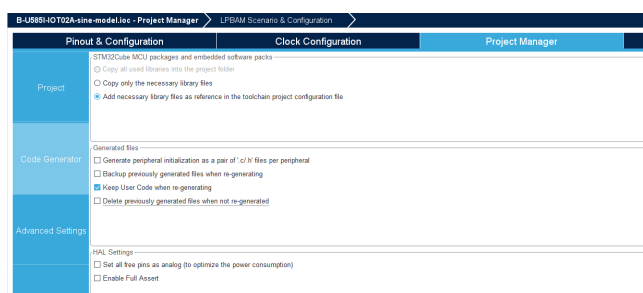 B-U585I-IOT02A-sine-model.ioc - Project Manager
LPBAM Scenario & Configuration
Pinout & Configuration
Clock Configuration
Project Manager
STM32Cube MCU packages and embedded software packs
Copy all used libraries into the project folder
Project
Copy only the necessary library files
Add necessary library files as reference in the toolchain project configuration file
Generated files
Code Generator
Generate peripheral initialization as a pair of '.c/.h' files per peripheral
Backup previously generated files when re-generating
Keep User Code when re-generating
Delete previously generated files when not re-generated
Advanced Settings
HAL Settings
Set all free pins as analog (to optimize the power consumption)
Enable Full Assert